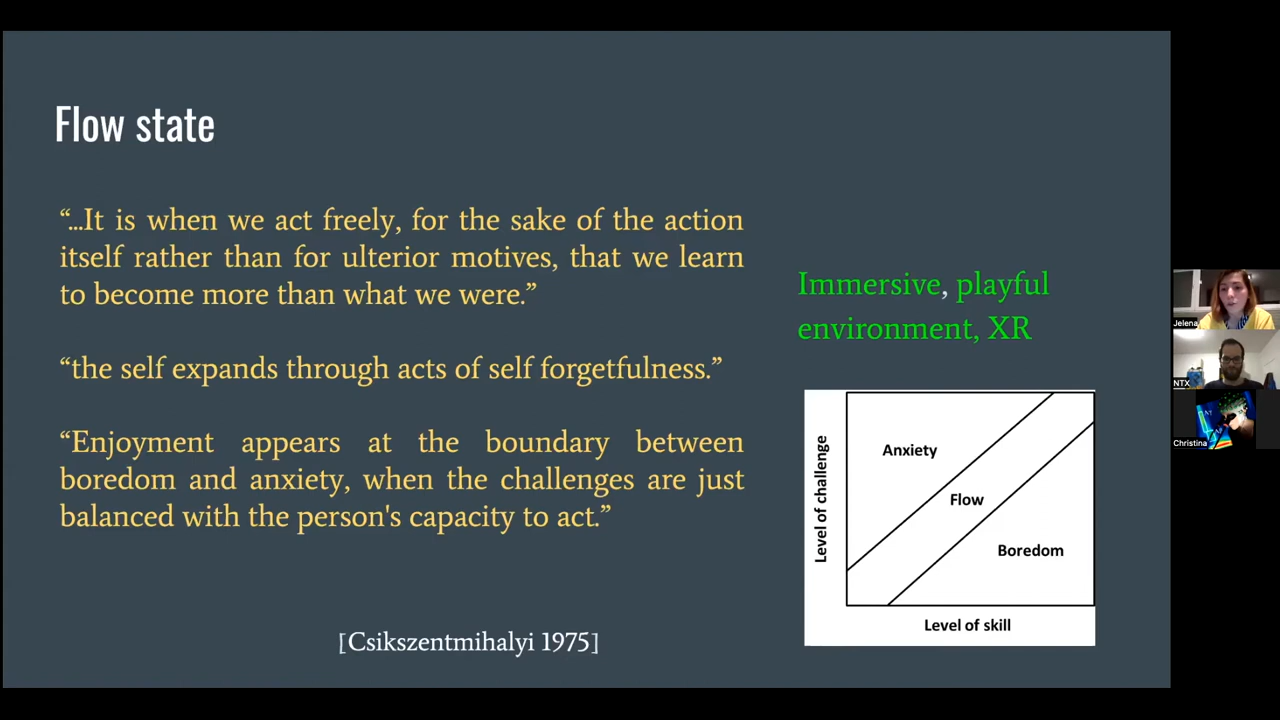 Flow state
“...It is when we act freely, for the sake of the action
itself rather than for ulterior motives, that we learn
to become more than what we were.”
“the self expands through acts of self forgetfulness.”
“Enjoyment appears at the boundary between
boredom and anxiety, when the challenges are just
balanced with the person's capacity to act.”
[Csikszentmihalyi 1975]
Immersive, playful
environment, XR
Level of challenge
Anxiety
Flow
Boredom
Level of skill
Jelena
NTX
Christina